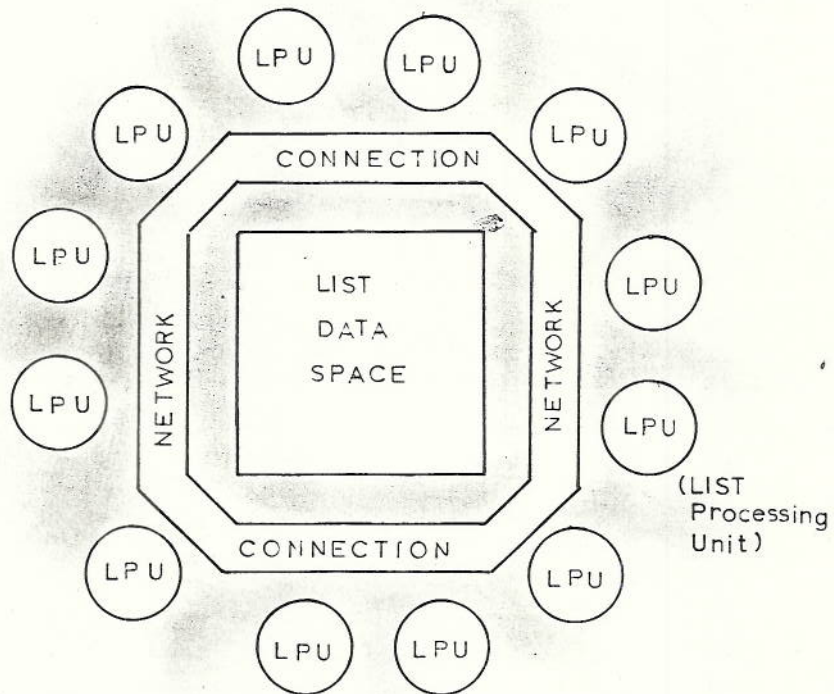 LPU
LPU
LPU
LPU
CONNECTION
LPU
LPU
LIST
DATA
SPACE
NETWORK
NETWORK
LPU
LPU
(LIST
Processing
Unit)
CONNECTION
LPU
LPU
LPU
LPU